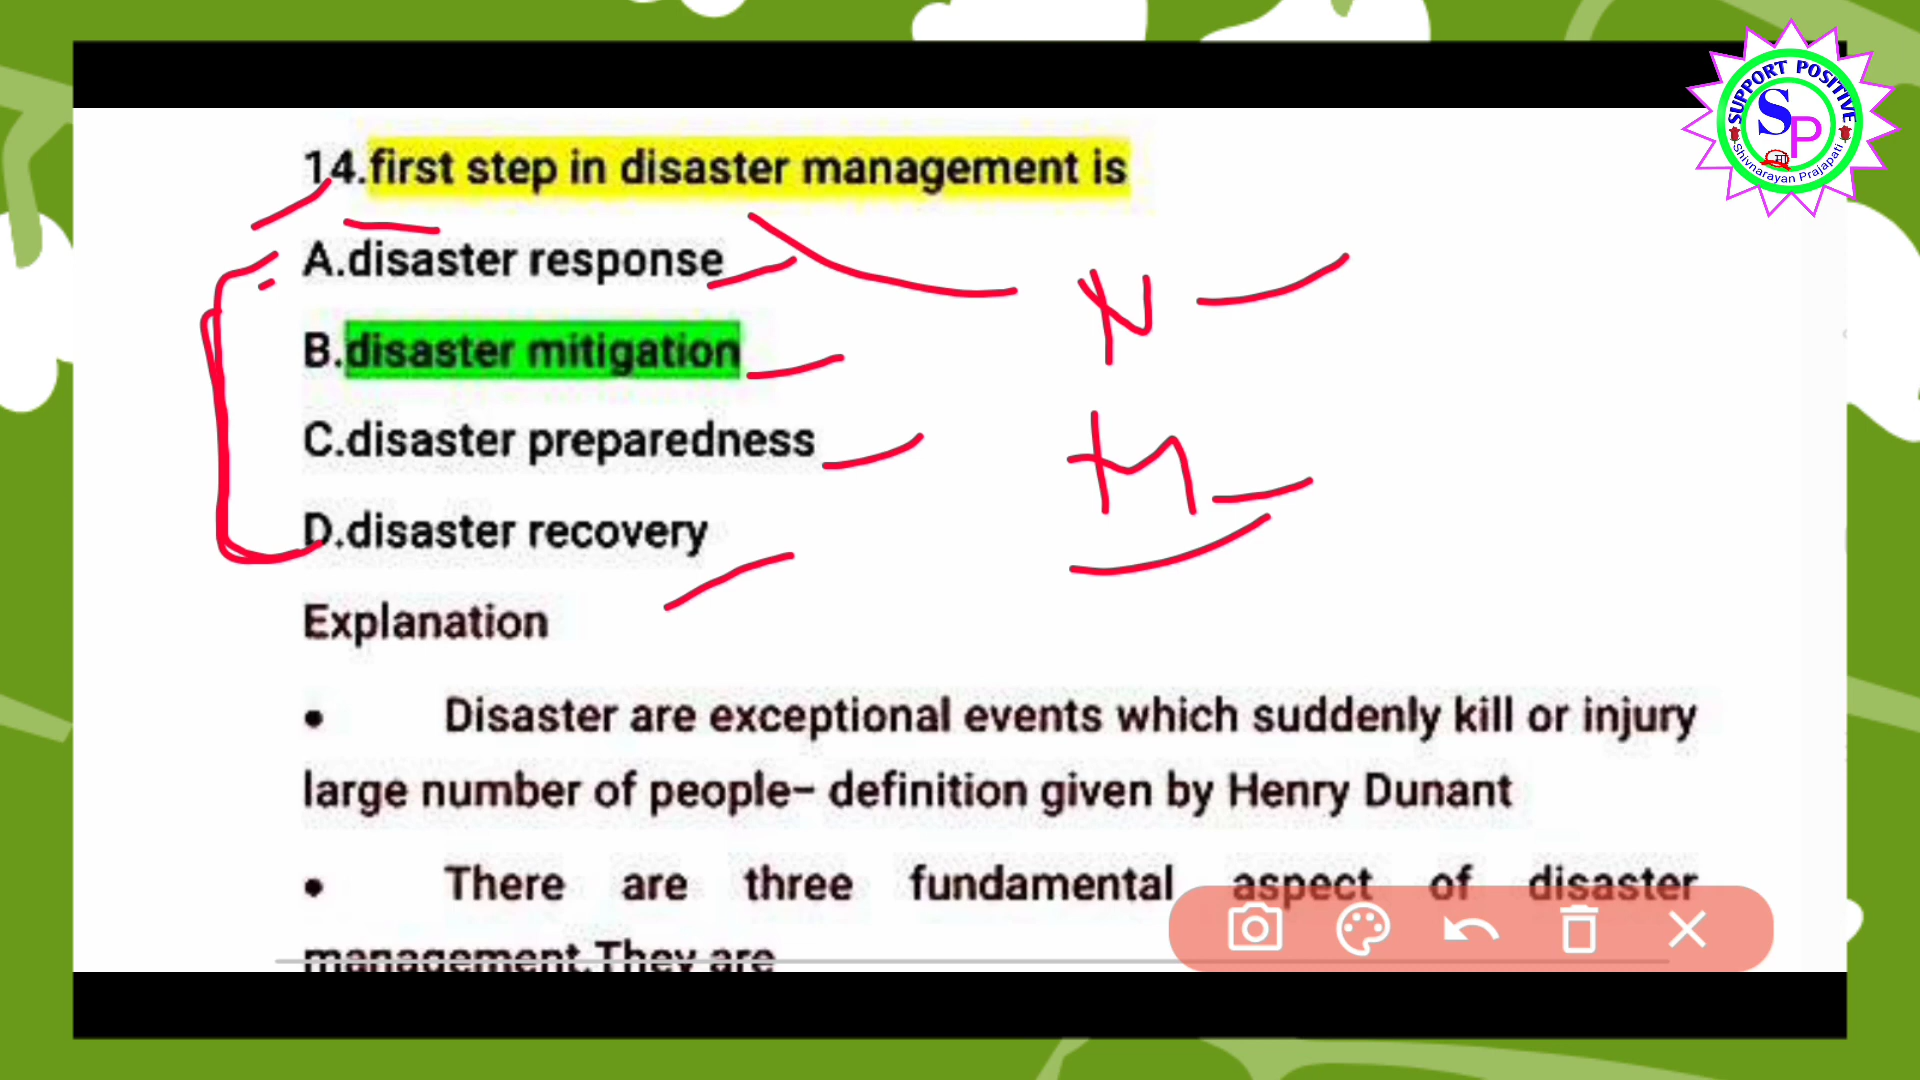 SUPPORT POSITIVE
SP
माँ
Shivnarayan Prajapati
14.first step in disaster management is
A.disaster response
B.disaster mitigation
C.disaster preparedness
D.disaster recovery
N
M
Explanation
• Disaster are exceptional events which suddenly kill or injury
large number of people– definition given by Henry Dunant
• There are three fundamental aspect of disaster
management.They are